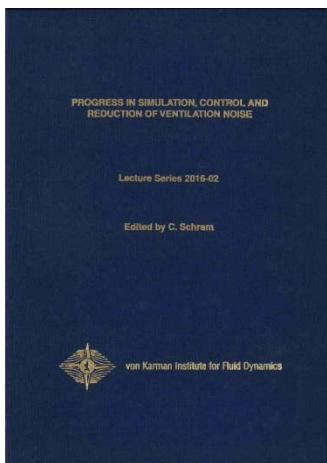 PROGRESS IN SIMULATION, CONTROL AND
REDUCTION OF VENTILATION NOISE
Lecture Series 2016-02
Edited by C. Schram
von Karman Institute for Fluid Dynamics